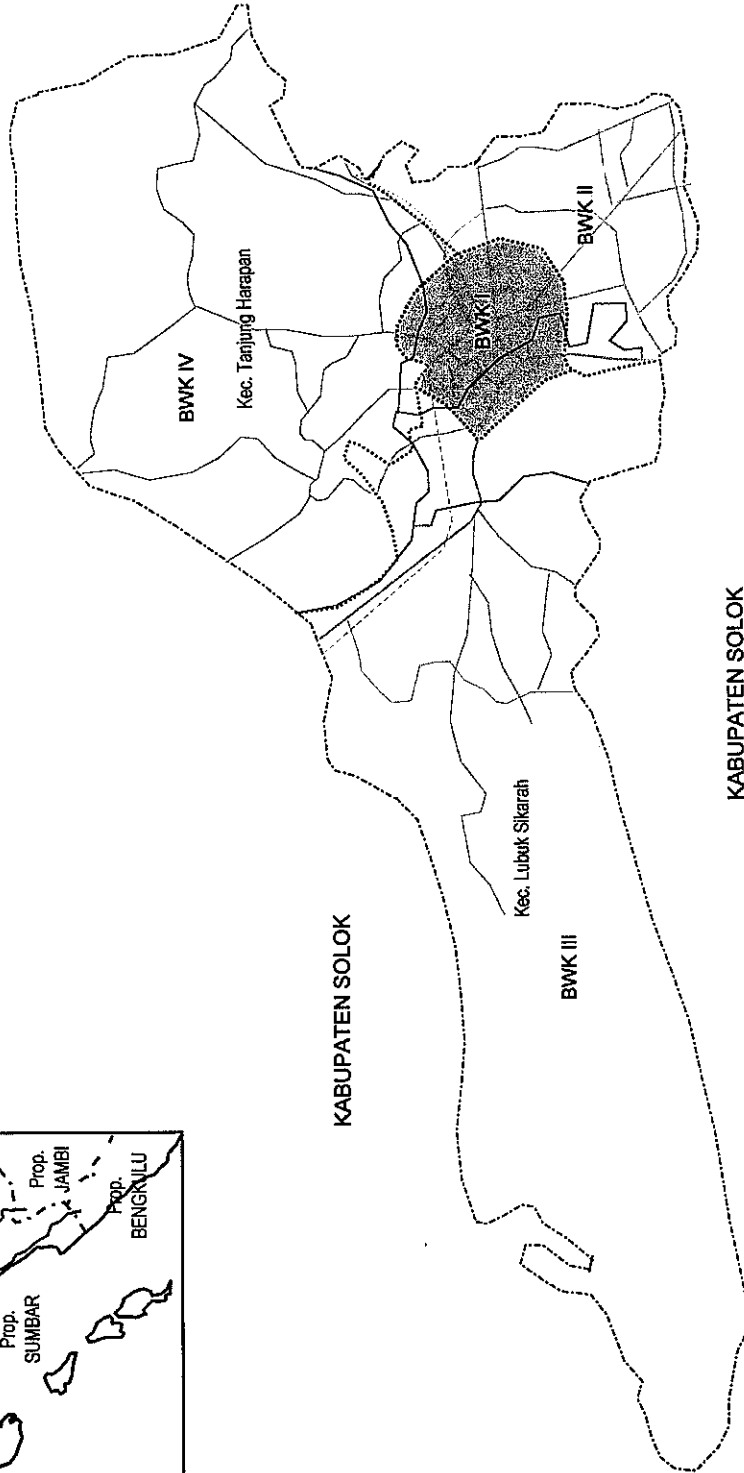 Prop.
SUMBAR
Prop.
JAMBI
Prop.
BENGKULU
KABUPATEN SOLOK
BWK IV
Kec. Tanjung Harapan
BWK I
BWK II
Kec. Lubuk Sikarah
BWK III
KABUPATEN SOLOK